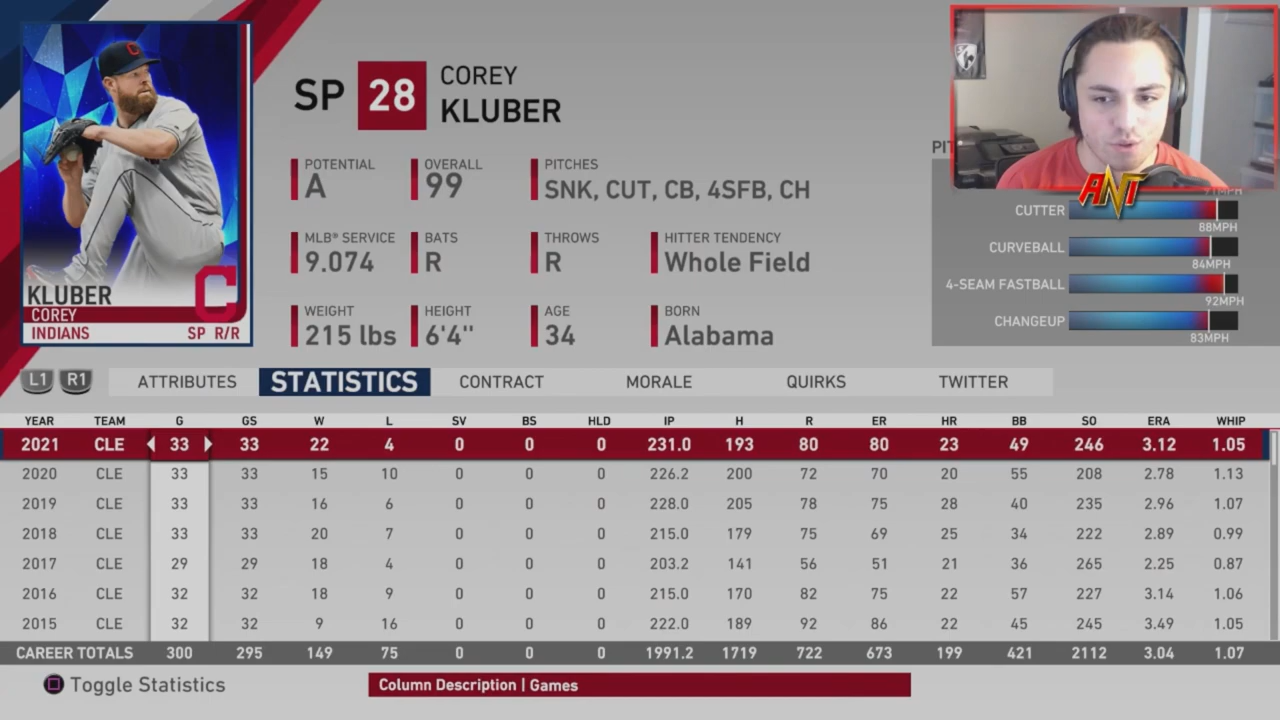 SP 28 COREY KLUBER
POTENTIAL A
OVERALL 99
PITCHES SNK, CUT, CB, 4SFB, CH
MLB® SERVICE 9.074
BATS R
THROWS R
HITTER TENDENCY Whole Field
WEIGHT 215 lbs
HEIGHT 6'4"
AGE 34
BORN Alabama
KLUBER
COREY
INDIANS SP R/R
ANT
CUTTER 88MPH
CURVEBALL 84MPH
4-SEAM FASTBALL 92MPH
CHANGEUP 83MPH
L1 R1 ATTRIBUTES STATISTICS CONTRACT MORALE QUIRKS TWITTER
YEAR TEAM G GS W L SV BS HLD IP H R ER HR BB SO ERA WHIP
2021 CLE 33 33 22 4 0 0 0 231.0 193 80 80 23 49 246 3.12 1.05
2020 CLE 33 33 15 10 0 0 0 226.2 200 72 70 20 55 208 2.78 1.13
2019 CLE 33 33 16 6 0 0 0 228.0 205 78 75 28 40 235 2.96 1.07
2018 CLE 33 33 20 7 0 0 0 215.0 179 75 69 25 34 222 2.89 0.99
2017 CLE 29 29 18 4 0 0 0 203.2 141 56 51 21 36 265 2.25 0.87
2016 CLE 32 32 18 9 0 0 0 215.0 170 82 75 22 57 227 3.14 1.06
2015 CLE 32 32 9 16 0 0 0 222.0 189 92 86 22 45 245 3.49 1.05
CAREER TOTALS 300 295 149 75 0 0 0 1991.2 1719 722 673 199 421 2112 3.04 1.07
Toggle Statistics
Column Description | Games